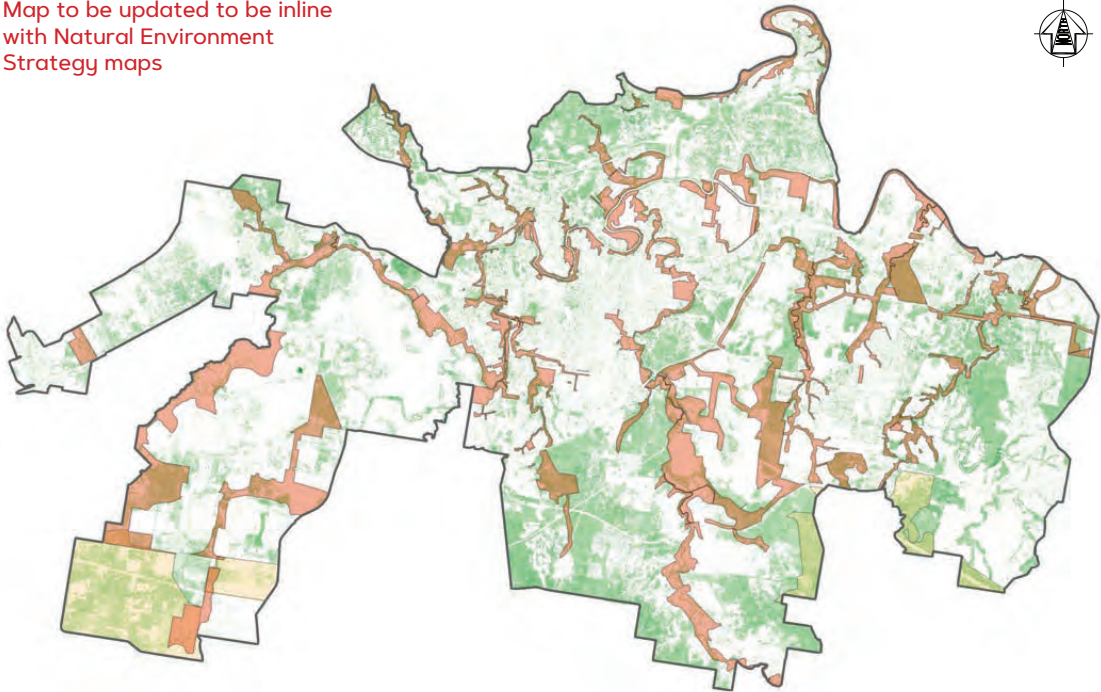 Map to be updated to be inline
with Natural Environment
Strategy maps